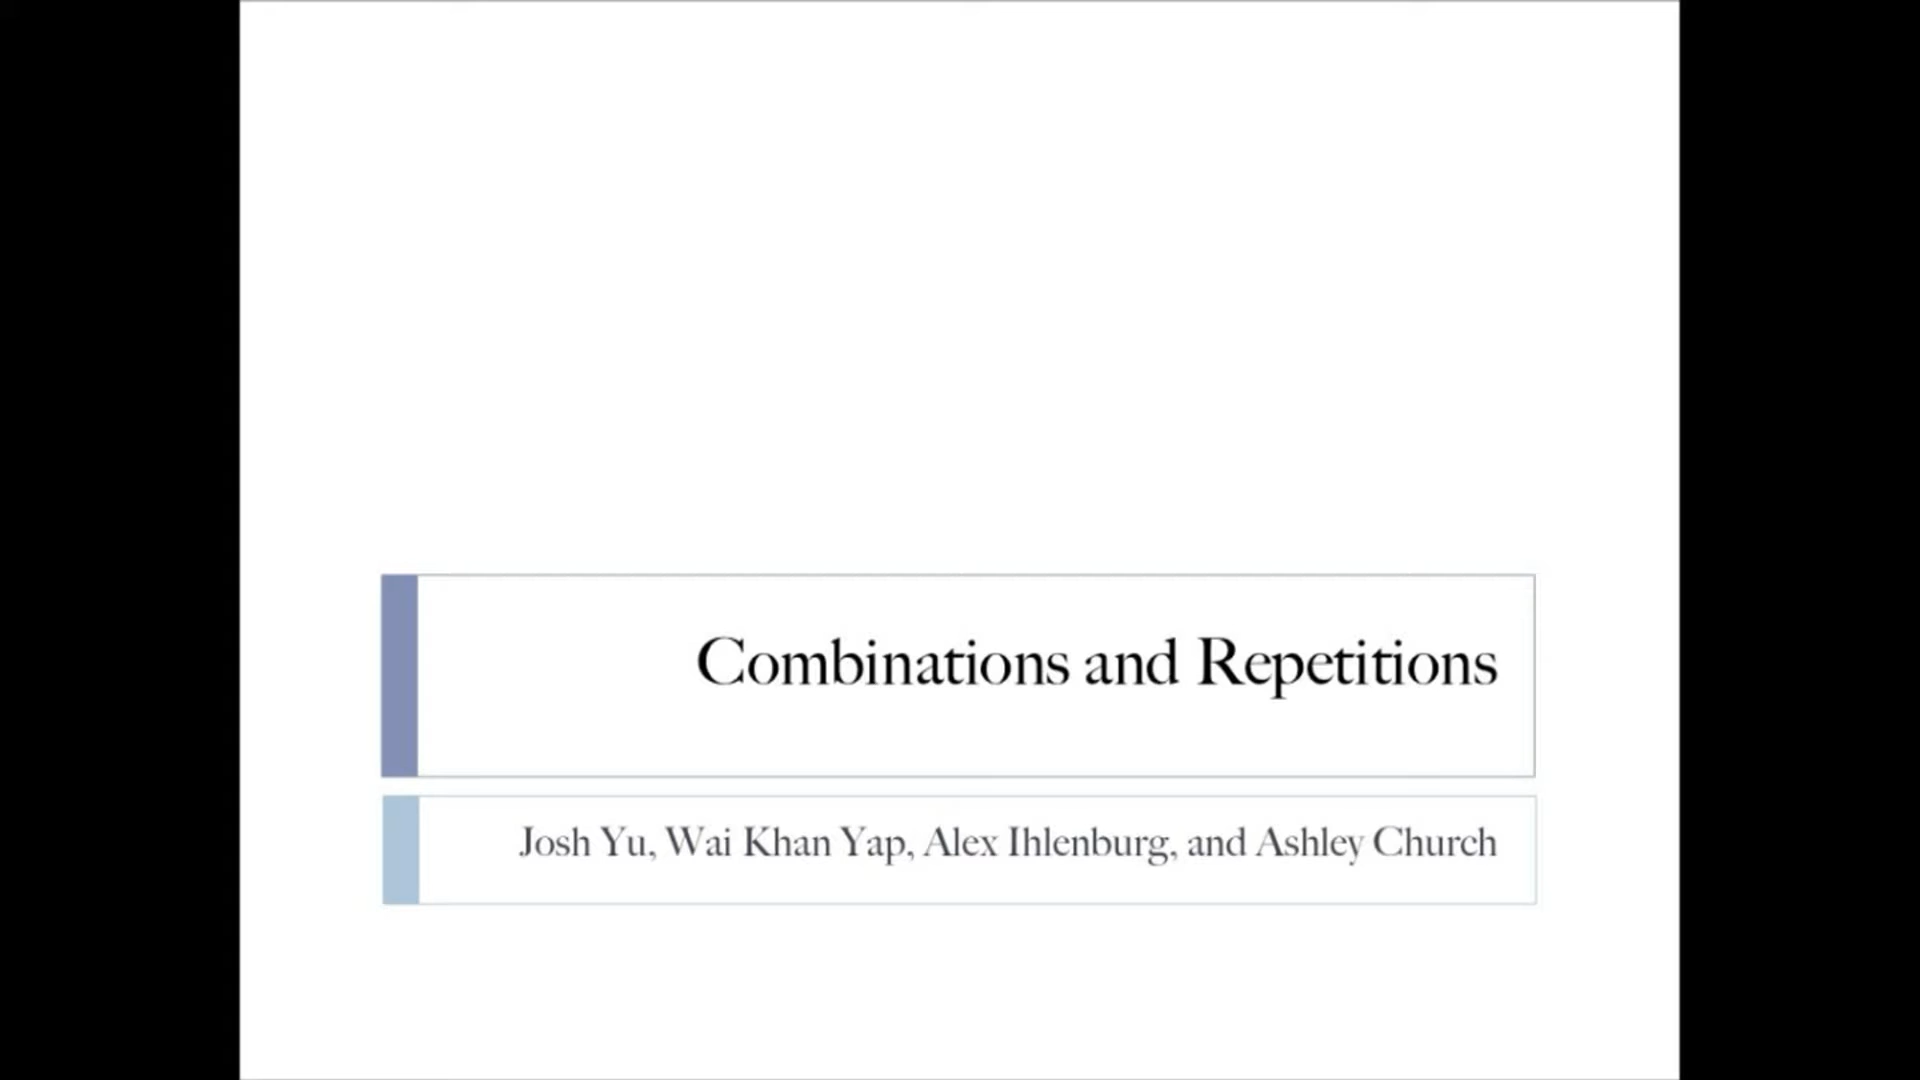 Combinations and Repetitions
Josh Yu, Wai Khan Yap, Alex Ihlenburg, and Ashley Church